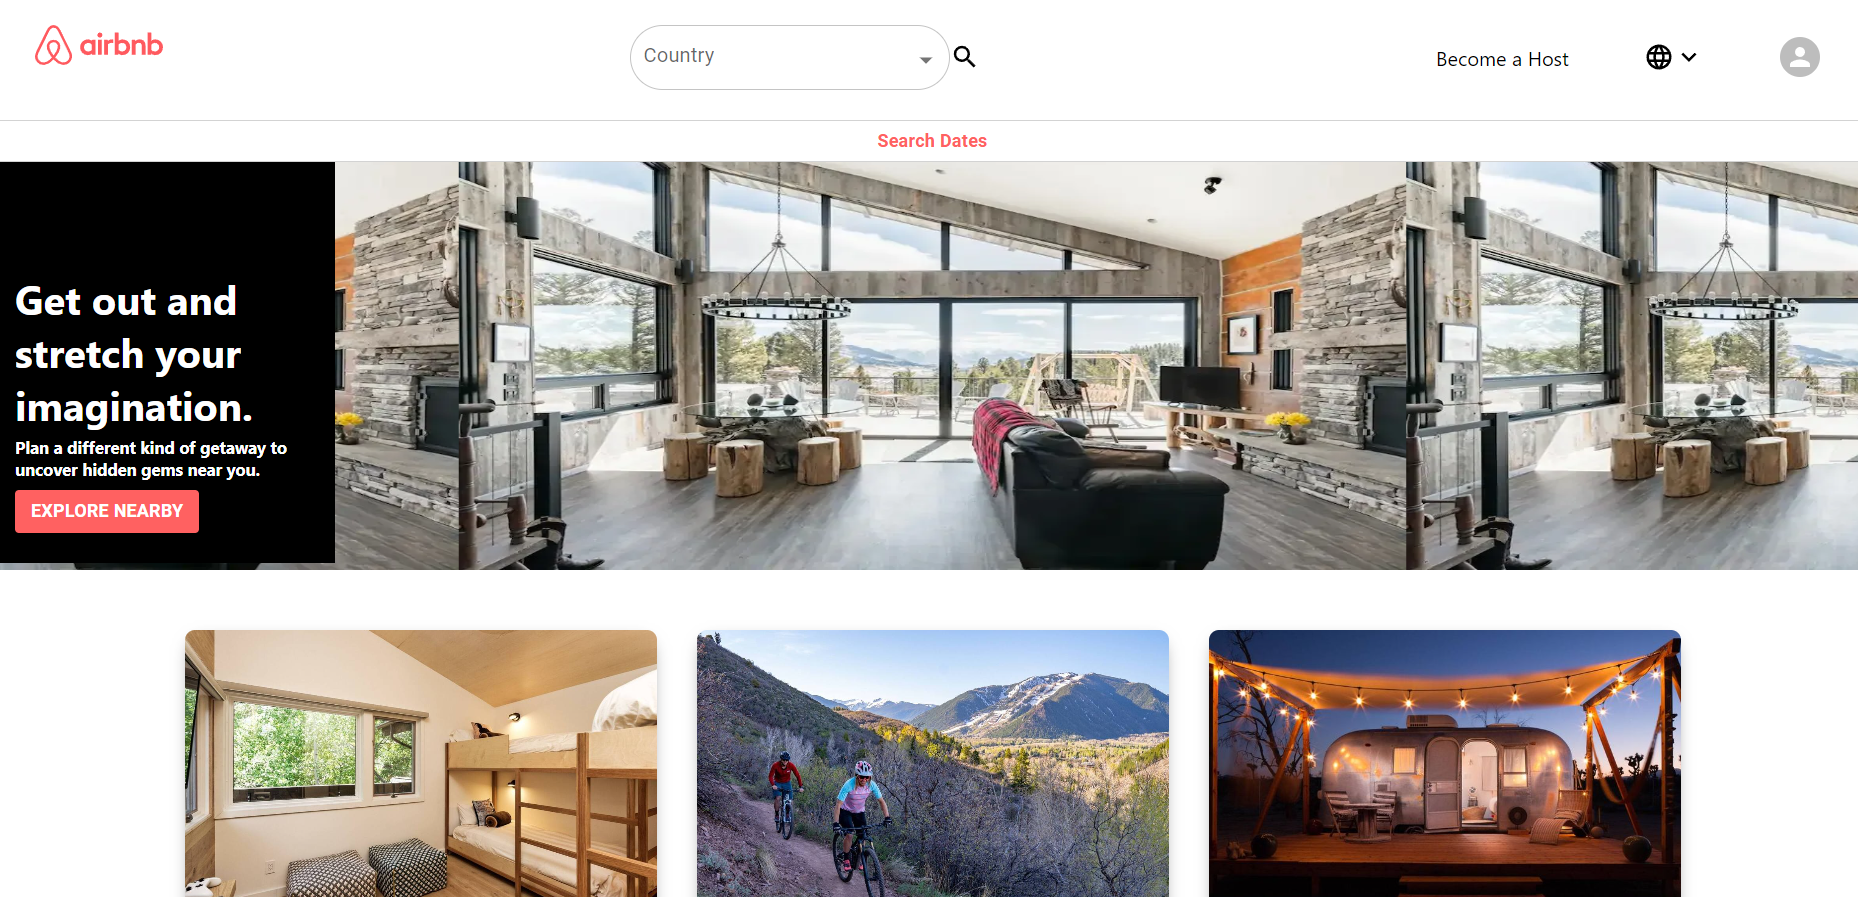 airbnb
Country
Become a Host
Search Dates
Get out and
stretch your
imagination.
Plan a different kind of getaway to
uncover hidden gems near you.
EXPLORE NEARBY